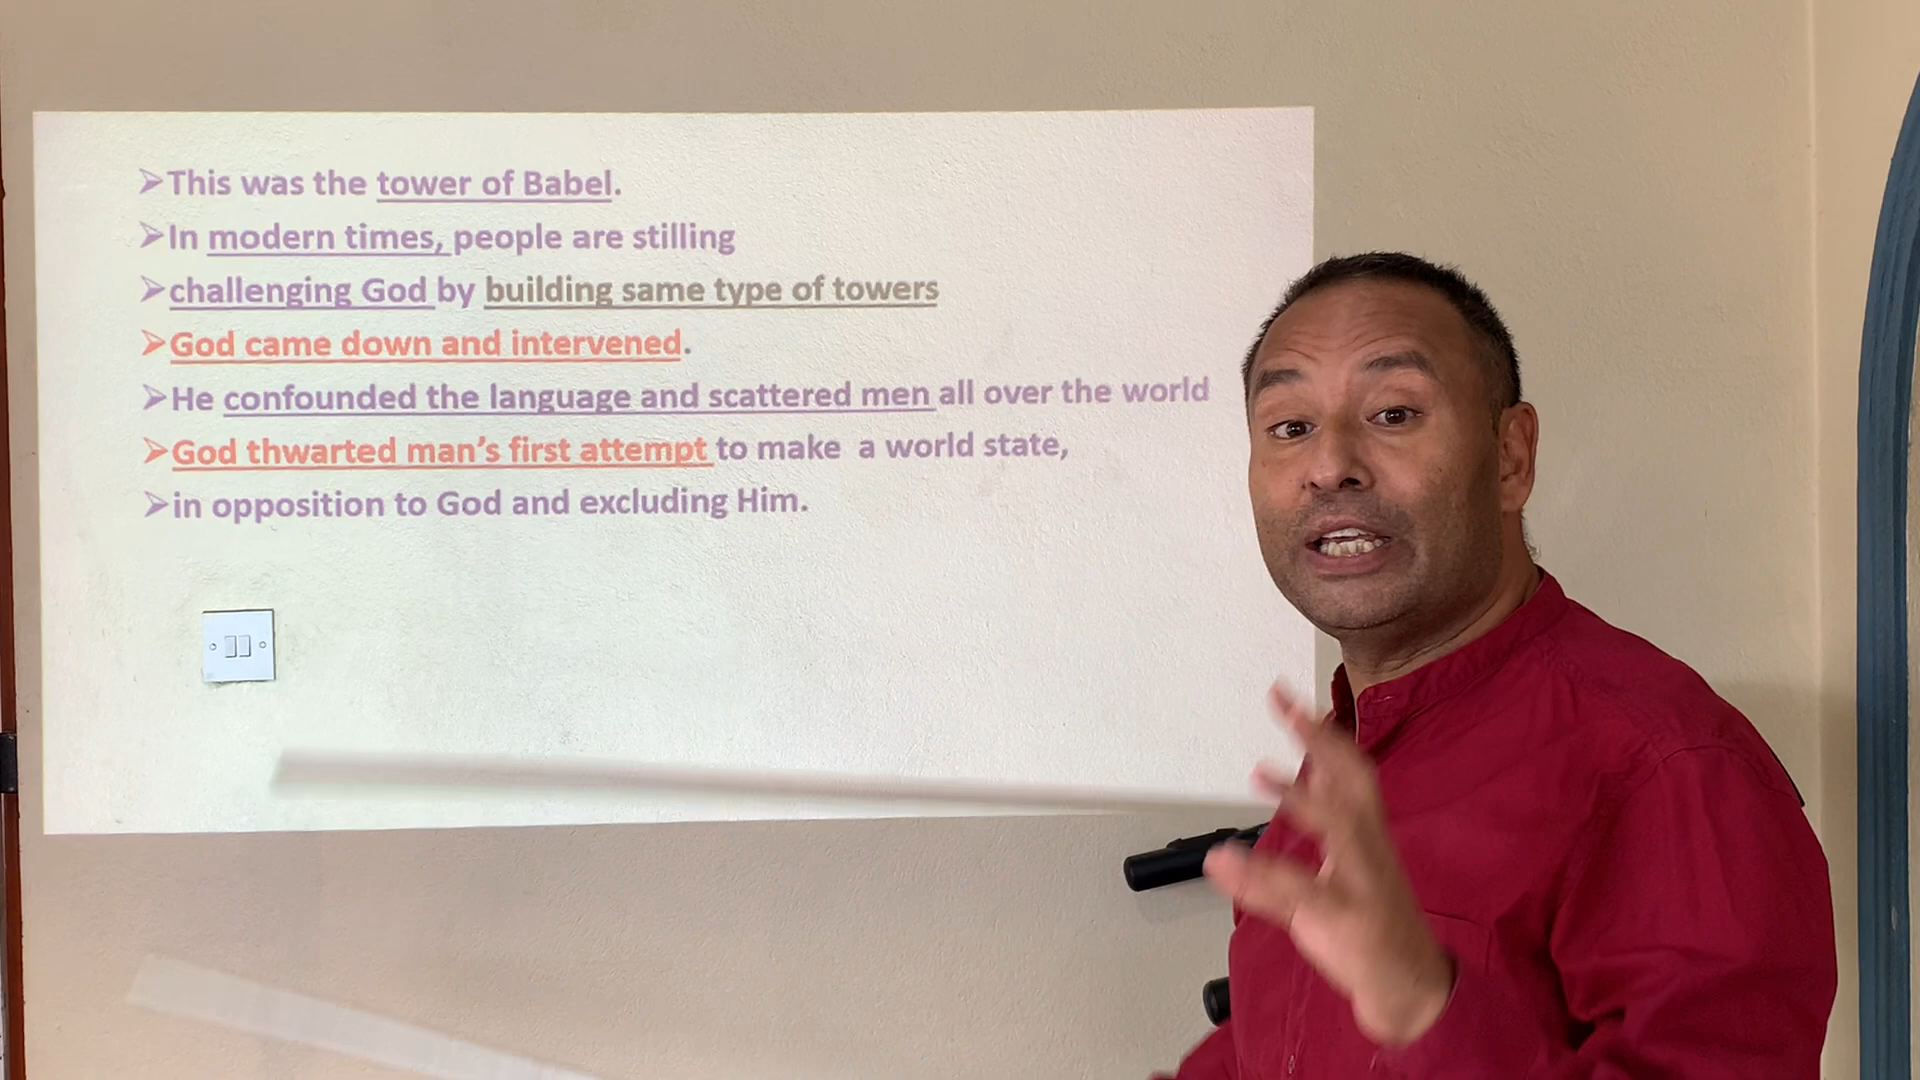 ➢This was the tower of Babel.
➢In modern times, people are stilling
➢challenging God by building same type of towers
➢God came down and intervened.
➢He confounded the language and scattered men all over the world
➢God thwarted man's first attempt to make a world state,
➢in opposition to God and excluding Him.